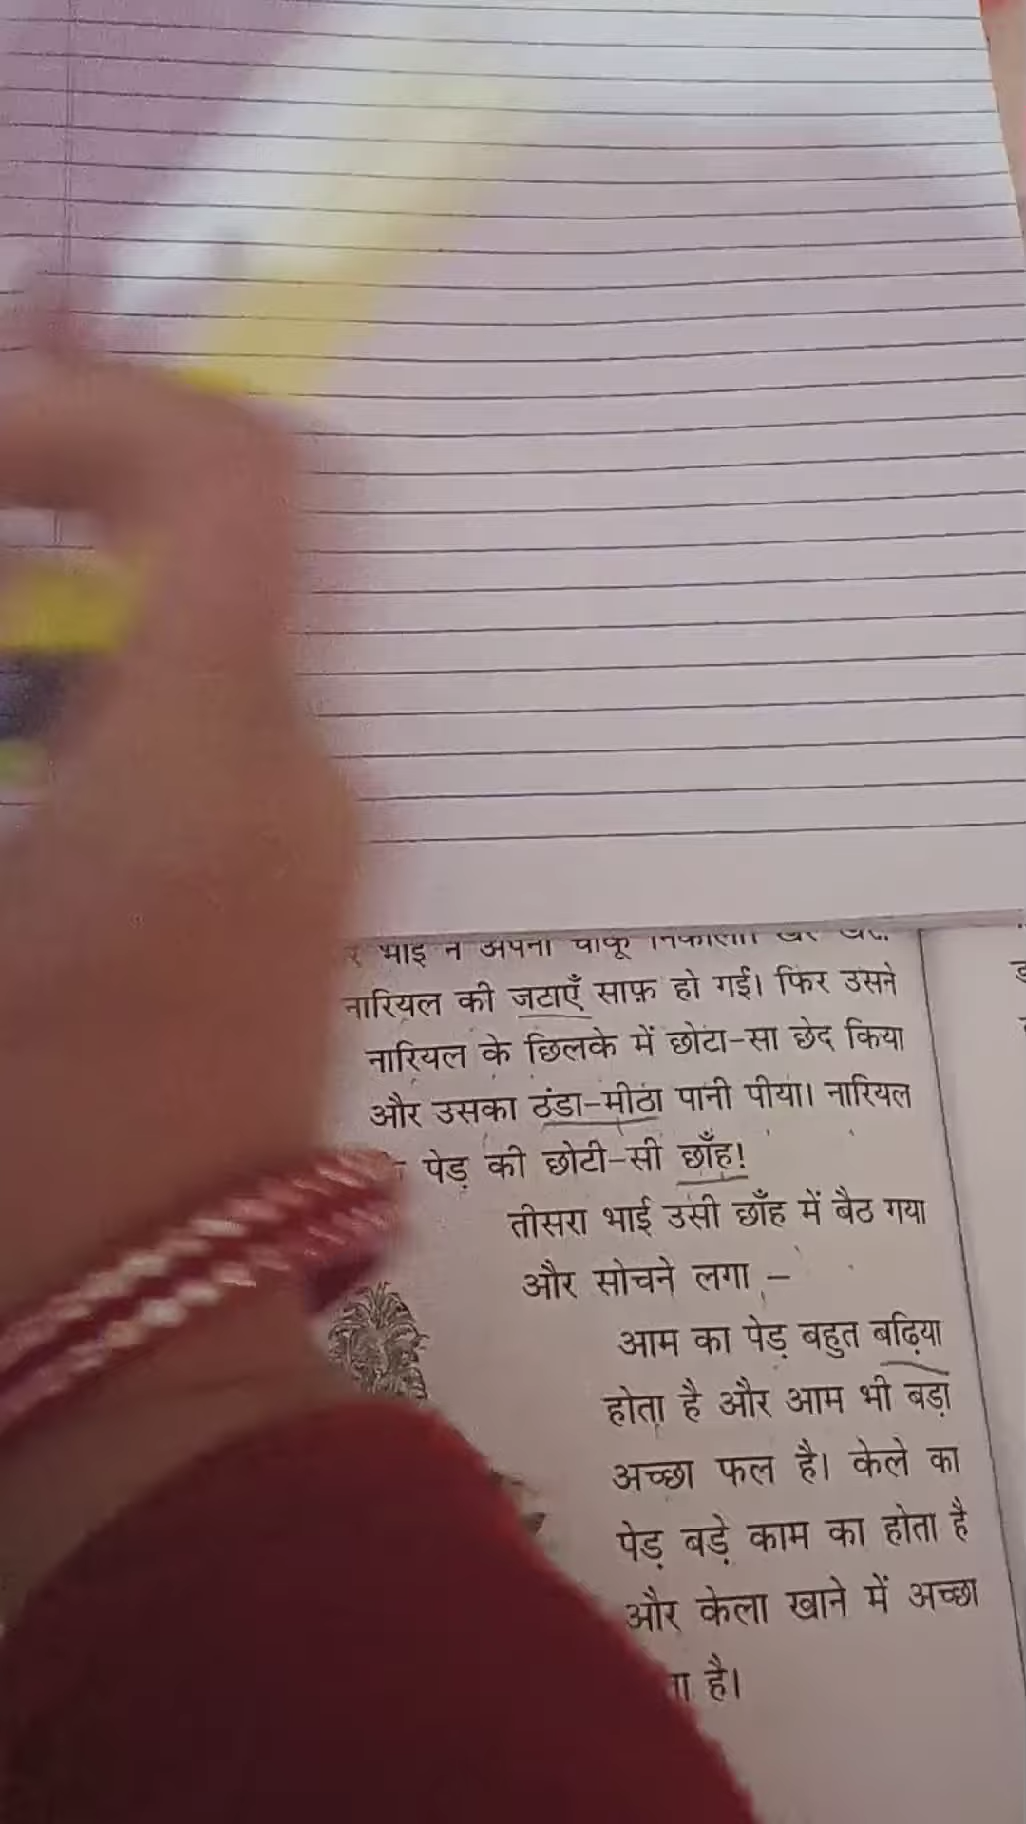 भाई ने अपना चाकू निकाला।
नारियल की जटाएँ साफ़ हो गईं। फिर उसने
नारियल के छिलके में छोटा-सा छेद किया
और उसका ठंडा-मीठा पानी पीया। नारियल
पेड़ की छोटी-सी छाँह!
तीसरा भाई उसी छाँह में बैठ गया
और सोचने लगा –
आम का पेड़ बहुत बढ़िया
होता है और आम भी बड़ा
अच्छा फल है। केले का
पेड़ बड़े काम का होता है
और केला खाने में अच्छा
है।